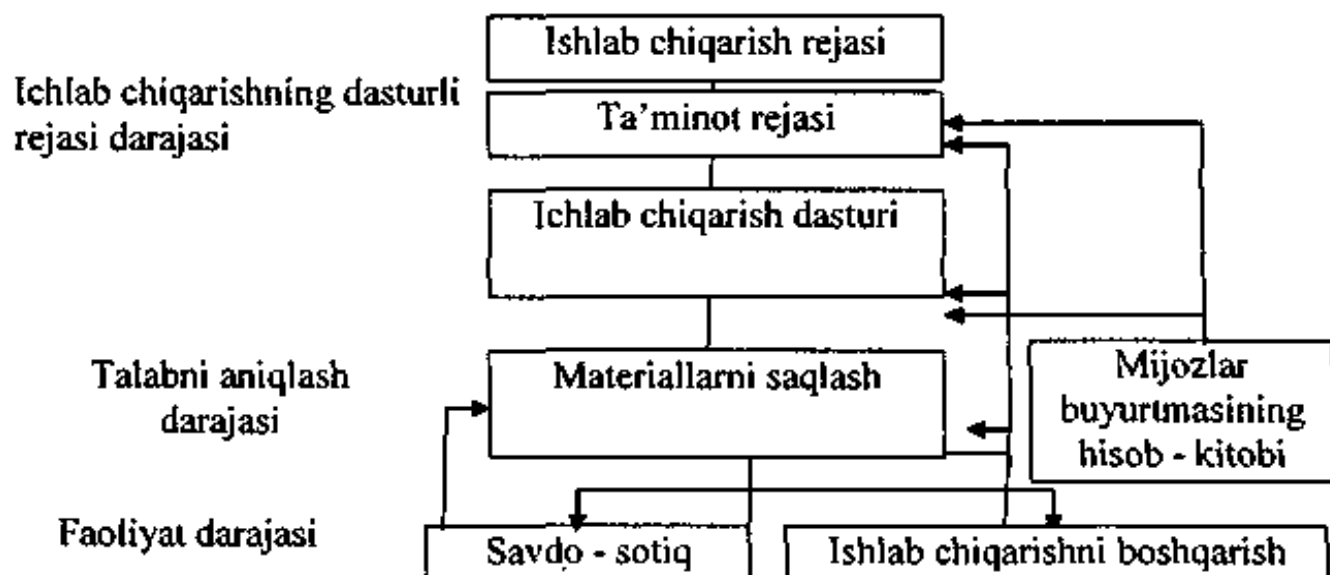 Ishlab chiqarish rejasi
Ichlab chiqarishning dasturli
rejasi darajasi
Ta’minot rejasi
Ichlab chiqarish dasturi
Talabni aniqlash
darajasi
Materiallarni saqlash
Mijozlar
buyurtmasining
hisob - kitobi
Faoliyat darajasi
Savdo - sotiq
Ishlab chiqarishni boshqarish